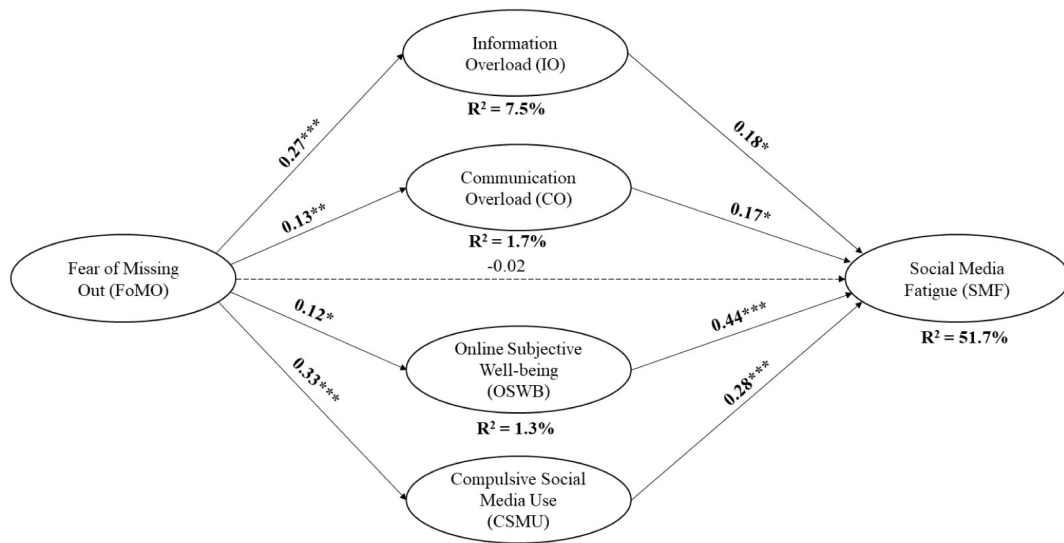 Information
Overload (IO)
R² = 7.5%
0.27***
0.18*
Communication
Overload (CO)
R² = 1.7%
0.13**
0.17*
Fear of Missing
Out (FoMO)
-0.02
Social Media
Fatigue (SMF)
R² = 51.7%
0.12*
0.44***
Online Subjective
Well-being
(OSWB)
R² = 1.3%
0.33***
0.28***
Compulsive Social
Media Use
(CSMU)